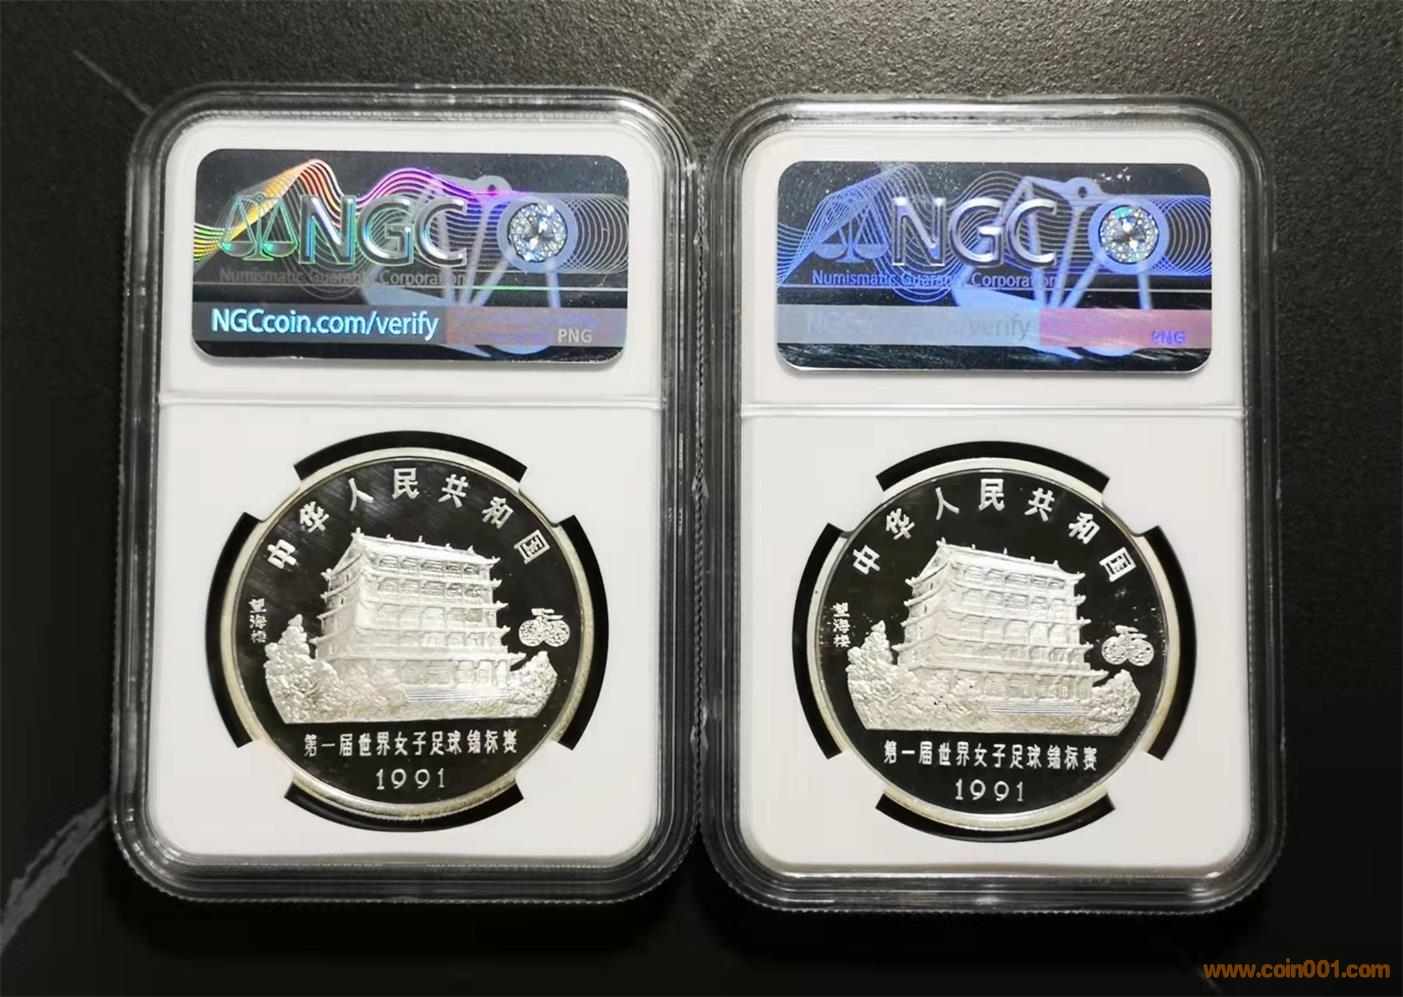 NGC
Numismatic Guaranty Corporation
NGCcoin.com/verify
PNG
中华人民共和国
望海楼
第一届世界女子足球锦标赛
1991
NGC
Numismatic Guaranty Corporation
NGCcoin.com/verify
PNG
中华人民共和国
望海楼
第一届世界女子足球锦标赛
1991
www.coin001.com